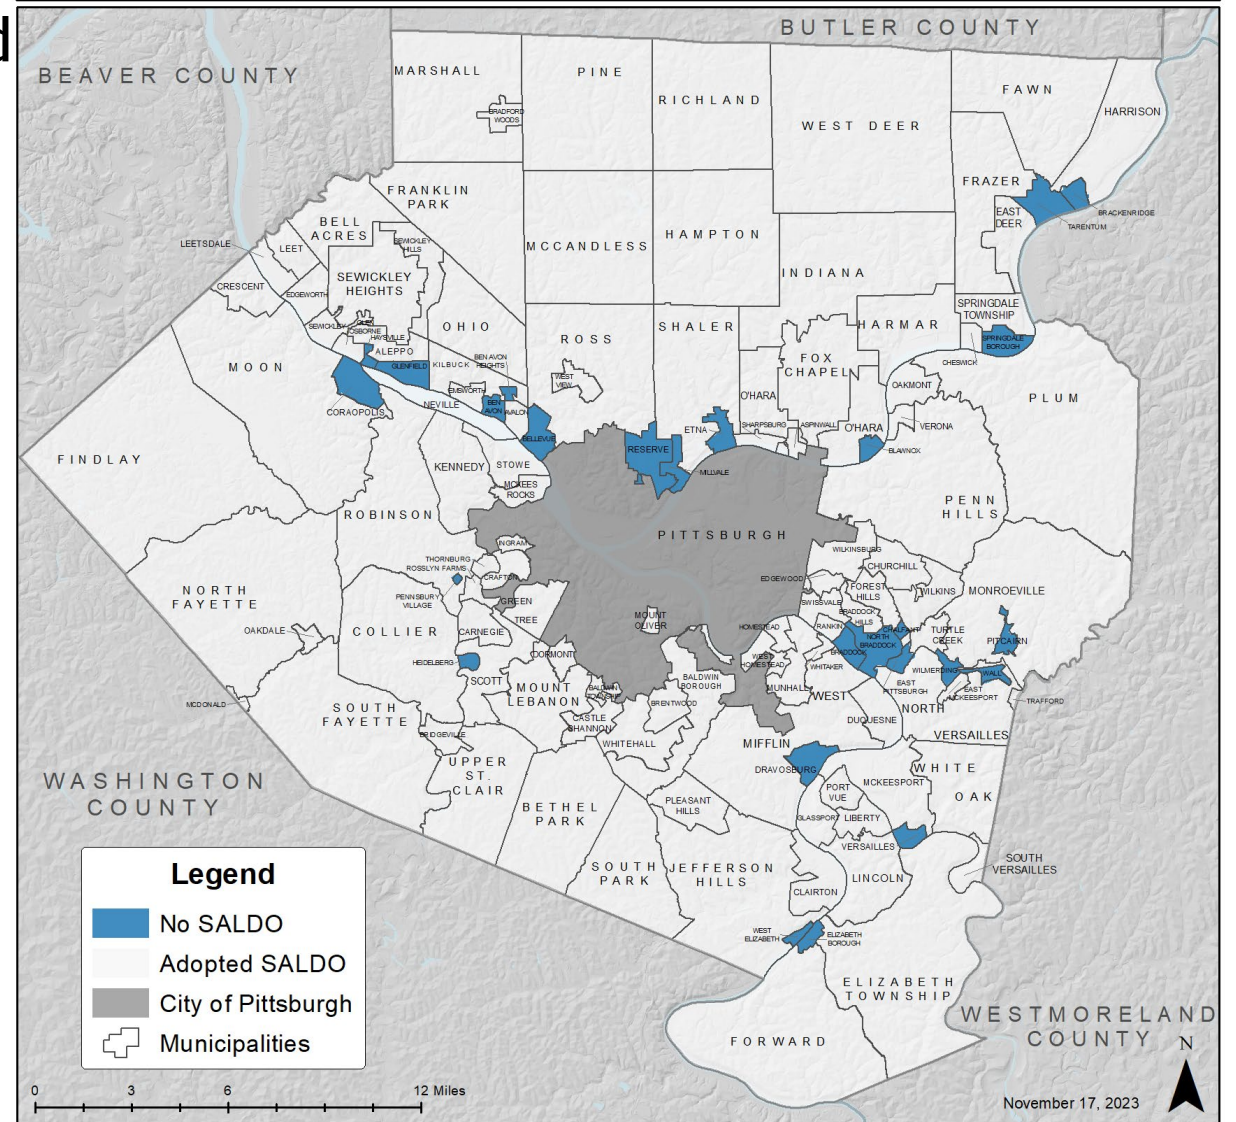 d
BUTLER COUNTY
BEAVER COUNTY
MARSHALL
PINE
RICHLAND
FAWN
HARRISON
BRADFORD
WOODS
WEST DEER
FRANKLIN
PARK
FRAZER
EAST
DEER
BRACKENRIDGE
TARENTUM
BELL
ACRES
LEETSDALE
LEET
SEWICKLEY
HILLS
MCCANDLESS
HAMPTON
INDIANA
CRESCENT
EDGEWORTH
SEWICKLEY
HEIGHTS
SPRINGDALE
TOWNSHIP
SEWICKLEY
GLEN
OSBORNE
HAYSVILLE
OHIO
ROSS
SHALER
HARMAR
SPRINGDALE
BOROUGH
CHESWICK
ALEPPO
GLENFIELD
KILBUCK
BEN AVON
HEIGHTS
FOX
CHAPEL
MOON
WEST
VIEW
EMSWORTH
NEVILLE
BEN
AVON
AVALON
O'HARA
OAKMONT
PLUM
CORAOPOLIS
BELLEVUE
ETNA
SHARPSBURG
ASPINWALL
O'HARA
VERONA
BLAWNOX
FINDLAY
KENNEDY
STOWE
MCKEES
ROCKS
RESERVE
MILLVALE
PENN
HILLS
ROBINSON
PITTSBURGH
INGRAM
THORNBURG
ROSSLYN FARMS
CRAFTON
WILKINSBURG
CHURCHILL
EDGEWOOD
FOREST
HILLS
WILKINS
MONROEVILLE
NORTH
FAYETTE
PENNSBURY
VILLAGE
GREEN
TREE
MOUNT
OLIVER
SWISSVALE
BRADDOCK
HILLS
RANKIN
CHALFANT
NORTH
BRADDOCK
BRADDOCK
TURTLE
CREEK
PITCAIRN
OAKDALE
COLLIER
CARNEGIE
HOMESTEAD
WEST
HOMESTEAD
WHITAKER
HEIDELBERG
DORMONT
SCOTT
WILMERDING
WALL
EAST
PITTSBURGH
EAST
MCKEESPORT
MCDONALD
SOUTH
FAYETTE
MOUNT
LEBANON
BALDWIN
TOWNSHIP
BALDWIN
BOROUGH
BRENTWOOD
MUNHALL
WEST
MIFFLIN
NORTH
VERSAILLES
TRAFFORD
CASTLE
SHANNON
DUQUESNE
BRIDGEVILLE
WHITEHALL
UPPER
ST.
CLAIR
DRAVOSBURG
WHITE
OAK
WASHINGTON
COUNTY
BETHEL
PARK
PLEASANT
HILLS
PORT
VUE
MCKEESPORT
GLASSPORT
LIBERTY
VERSAILLES
SOUTH
VERSAILLES
SOUTH
PARK
JEFFERSON
HILLS
CLAIRTON
LINCOLN
WEST
ELIZABETH
ELIZABETH
BOROUGH
ELIZABETH
TOWNSHIP
FORWARD
WESTMORELAND
COUNTY
Legend
No SALDO
Adopted SALDO
City of Pittsburgh
Municipalities
0 3 6 12 Miles
N
November 17, 2023